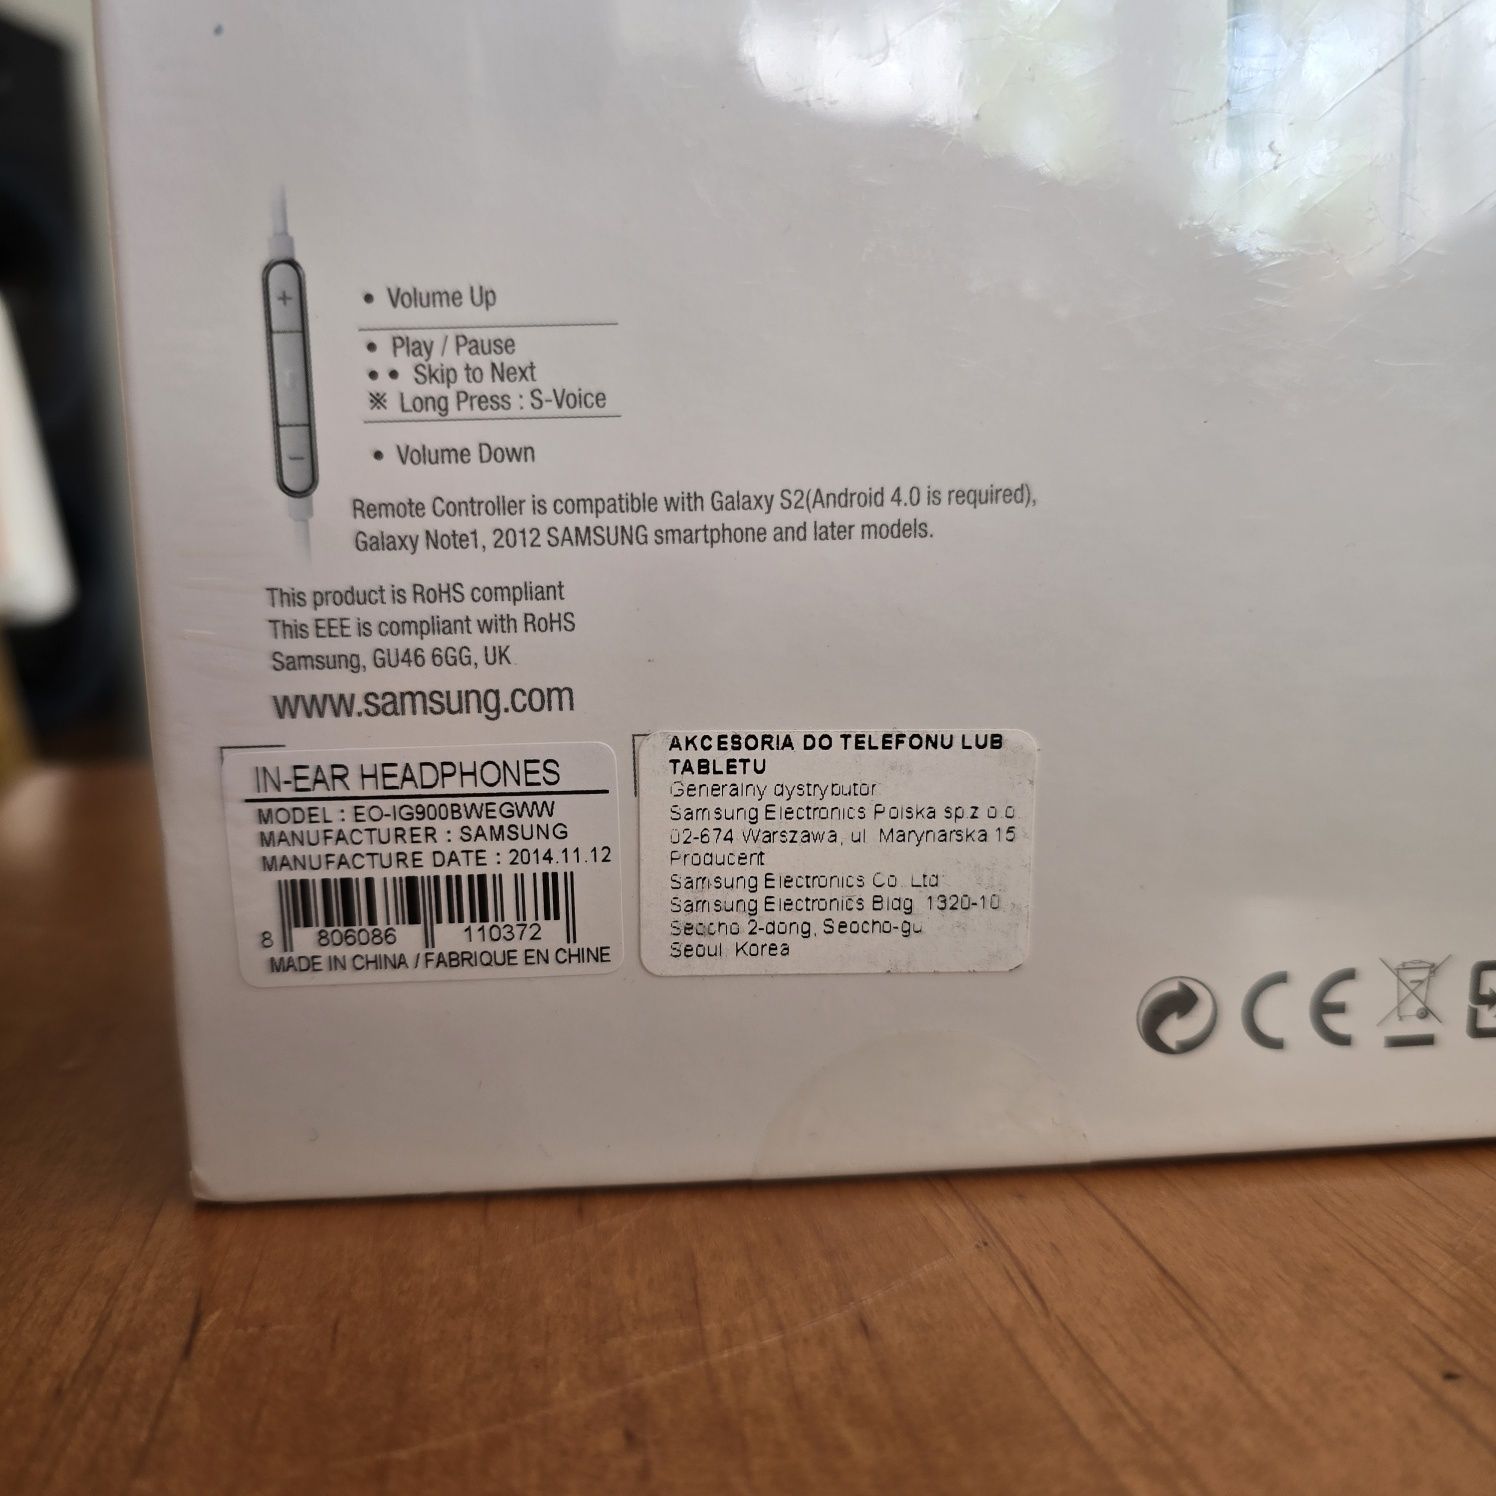 +
• Volume Up
• Play / Pause
• • Skip to Next
※ Long Press : S-Voice
−
• Volume Down
Remote Controller is compatible with Galaxy S2(Android 4.0 is required),
Galaxy Note1, 2012 SAMSUNG smartphone and later models.
This product is RoHS compliant
This EEE is compliant with RoHS
Samsung, GU46 6GG, UK
www.samsung.com
IN-EAR HEADPHONES
MODEL : EO-IG900BWEGWW
MANUFACTURER : SAMSUNG
MANUFACTURE DATE : 2014.11.12
8 806086 110372
MADE IN CHINA / FABRIQUE EN CHINE
AKCESORIA DO TELEFONU LUB
TABLETU
Generalny dystrybutor
Samsung Electronics Polska sp.z o.o.
02-674 Warszawa, ul. Marynarska 15
Producent
Samsung Electronics Co. Ltd
Samsung Electronics Bldg. 1320-10
Seocho 2-dong, Seocho-gu
Seoul, Korea
CE